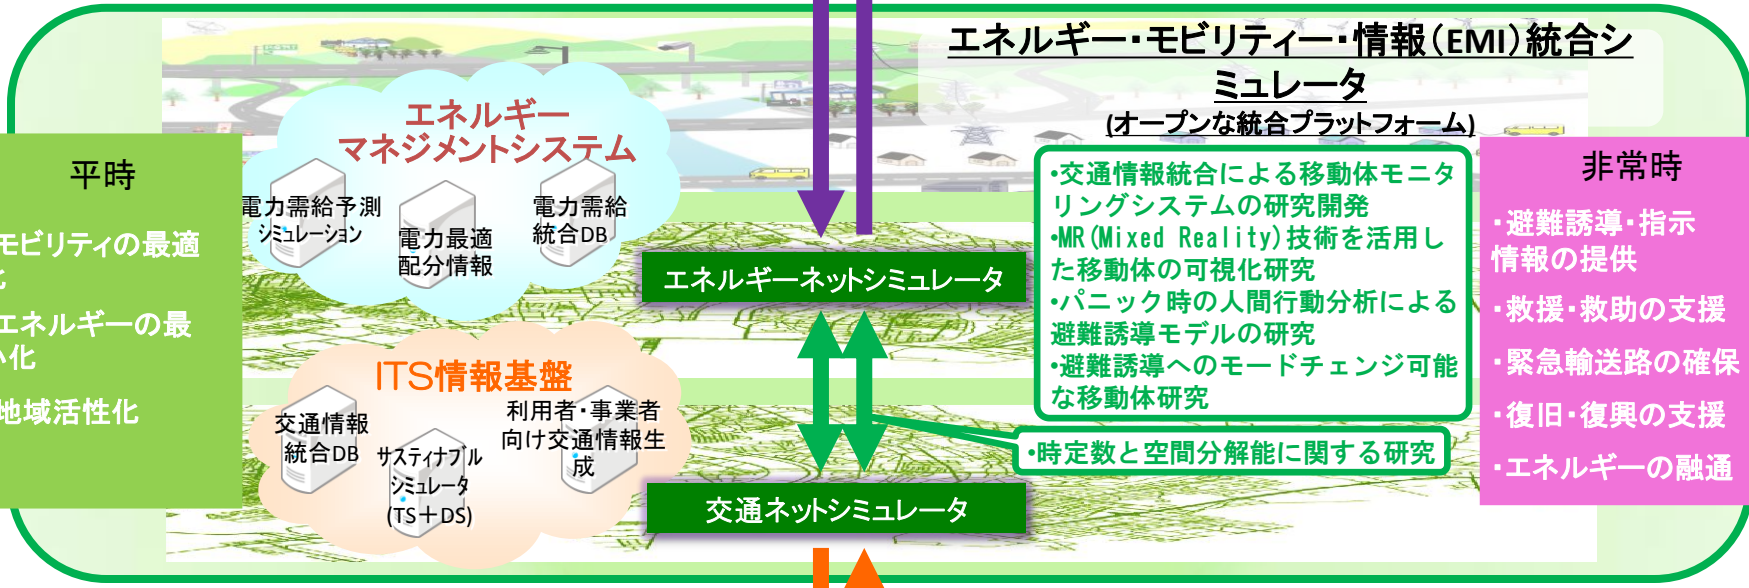 エネルギー・モビリティー・情報（EMI）統合シ
ミュレータ
(オープンな統合プラットフォーム)
エネルギー
マネジメントシステム
電力需給予測
シミュレーション
電力最適
配分情報
電力需給
統合DB
平時
モビリティの最適
化
エネルギーの最
小化
地域活性化
エネルギーネットシミュレータ
・交通情報統合による移動体モニタ
リングシステムの研究開発
・MR(Mixed Reality)技術を活用し
た移動体の可視化研究
・パニック時の人間行動分析による
避難誘導モデルの研究
・避難誘導へのモードチェンジ可能
な移動体研究
・時定数と空間分解能に関する研究
非常時
・避難誘導・指示
情報の提供
・救援・救助の支援
・緊急輸送路の確保
・復旧・復興の支援
・エネルギーの融通
ITS情報基盤
交通情報
統合DB
サスティナブル
シミュレータ
(TS＋DS)
利用者・事業者
向け交通情報生
成
交通ネットシミュレータ